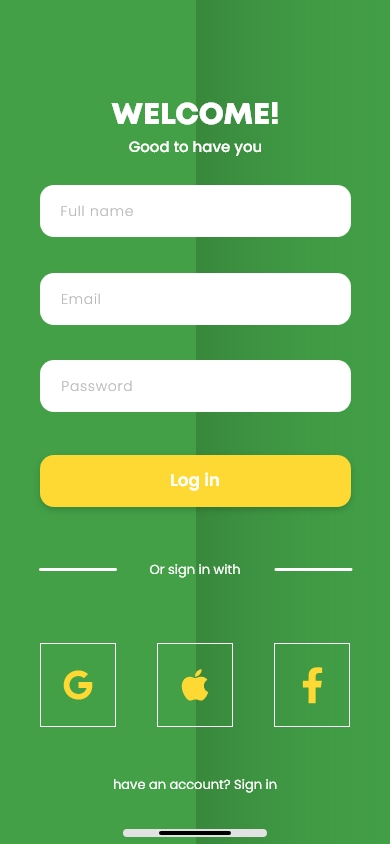 WELCOME!
Good to have you
Full name
Email
Password
Log in
Or sign in with
have an account? Sign in